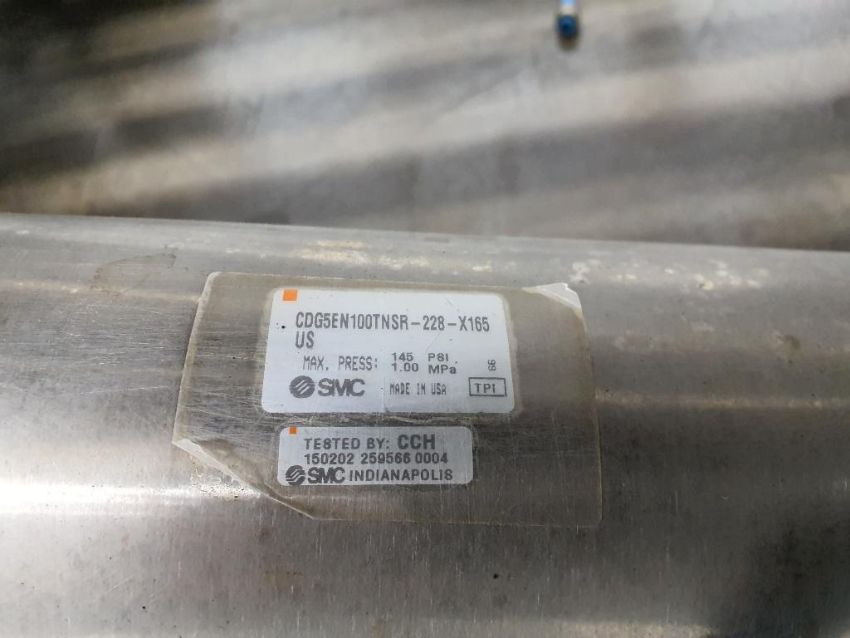 CDG5EN100TNSR-228-X165
US
MAX. PRESS: 145 PSI.
1.00 MPa
SMC MADE IN USA TPI
TESTED BY: CCH
150202 259566 0004
SMC INDIANAPOLIS